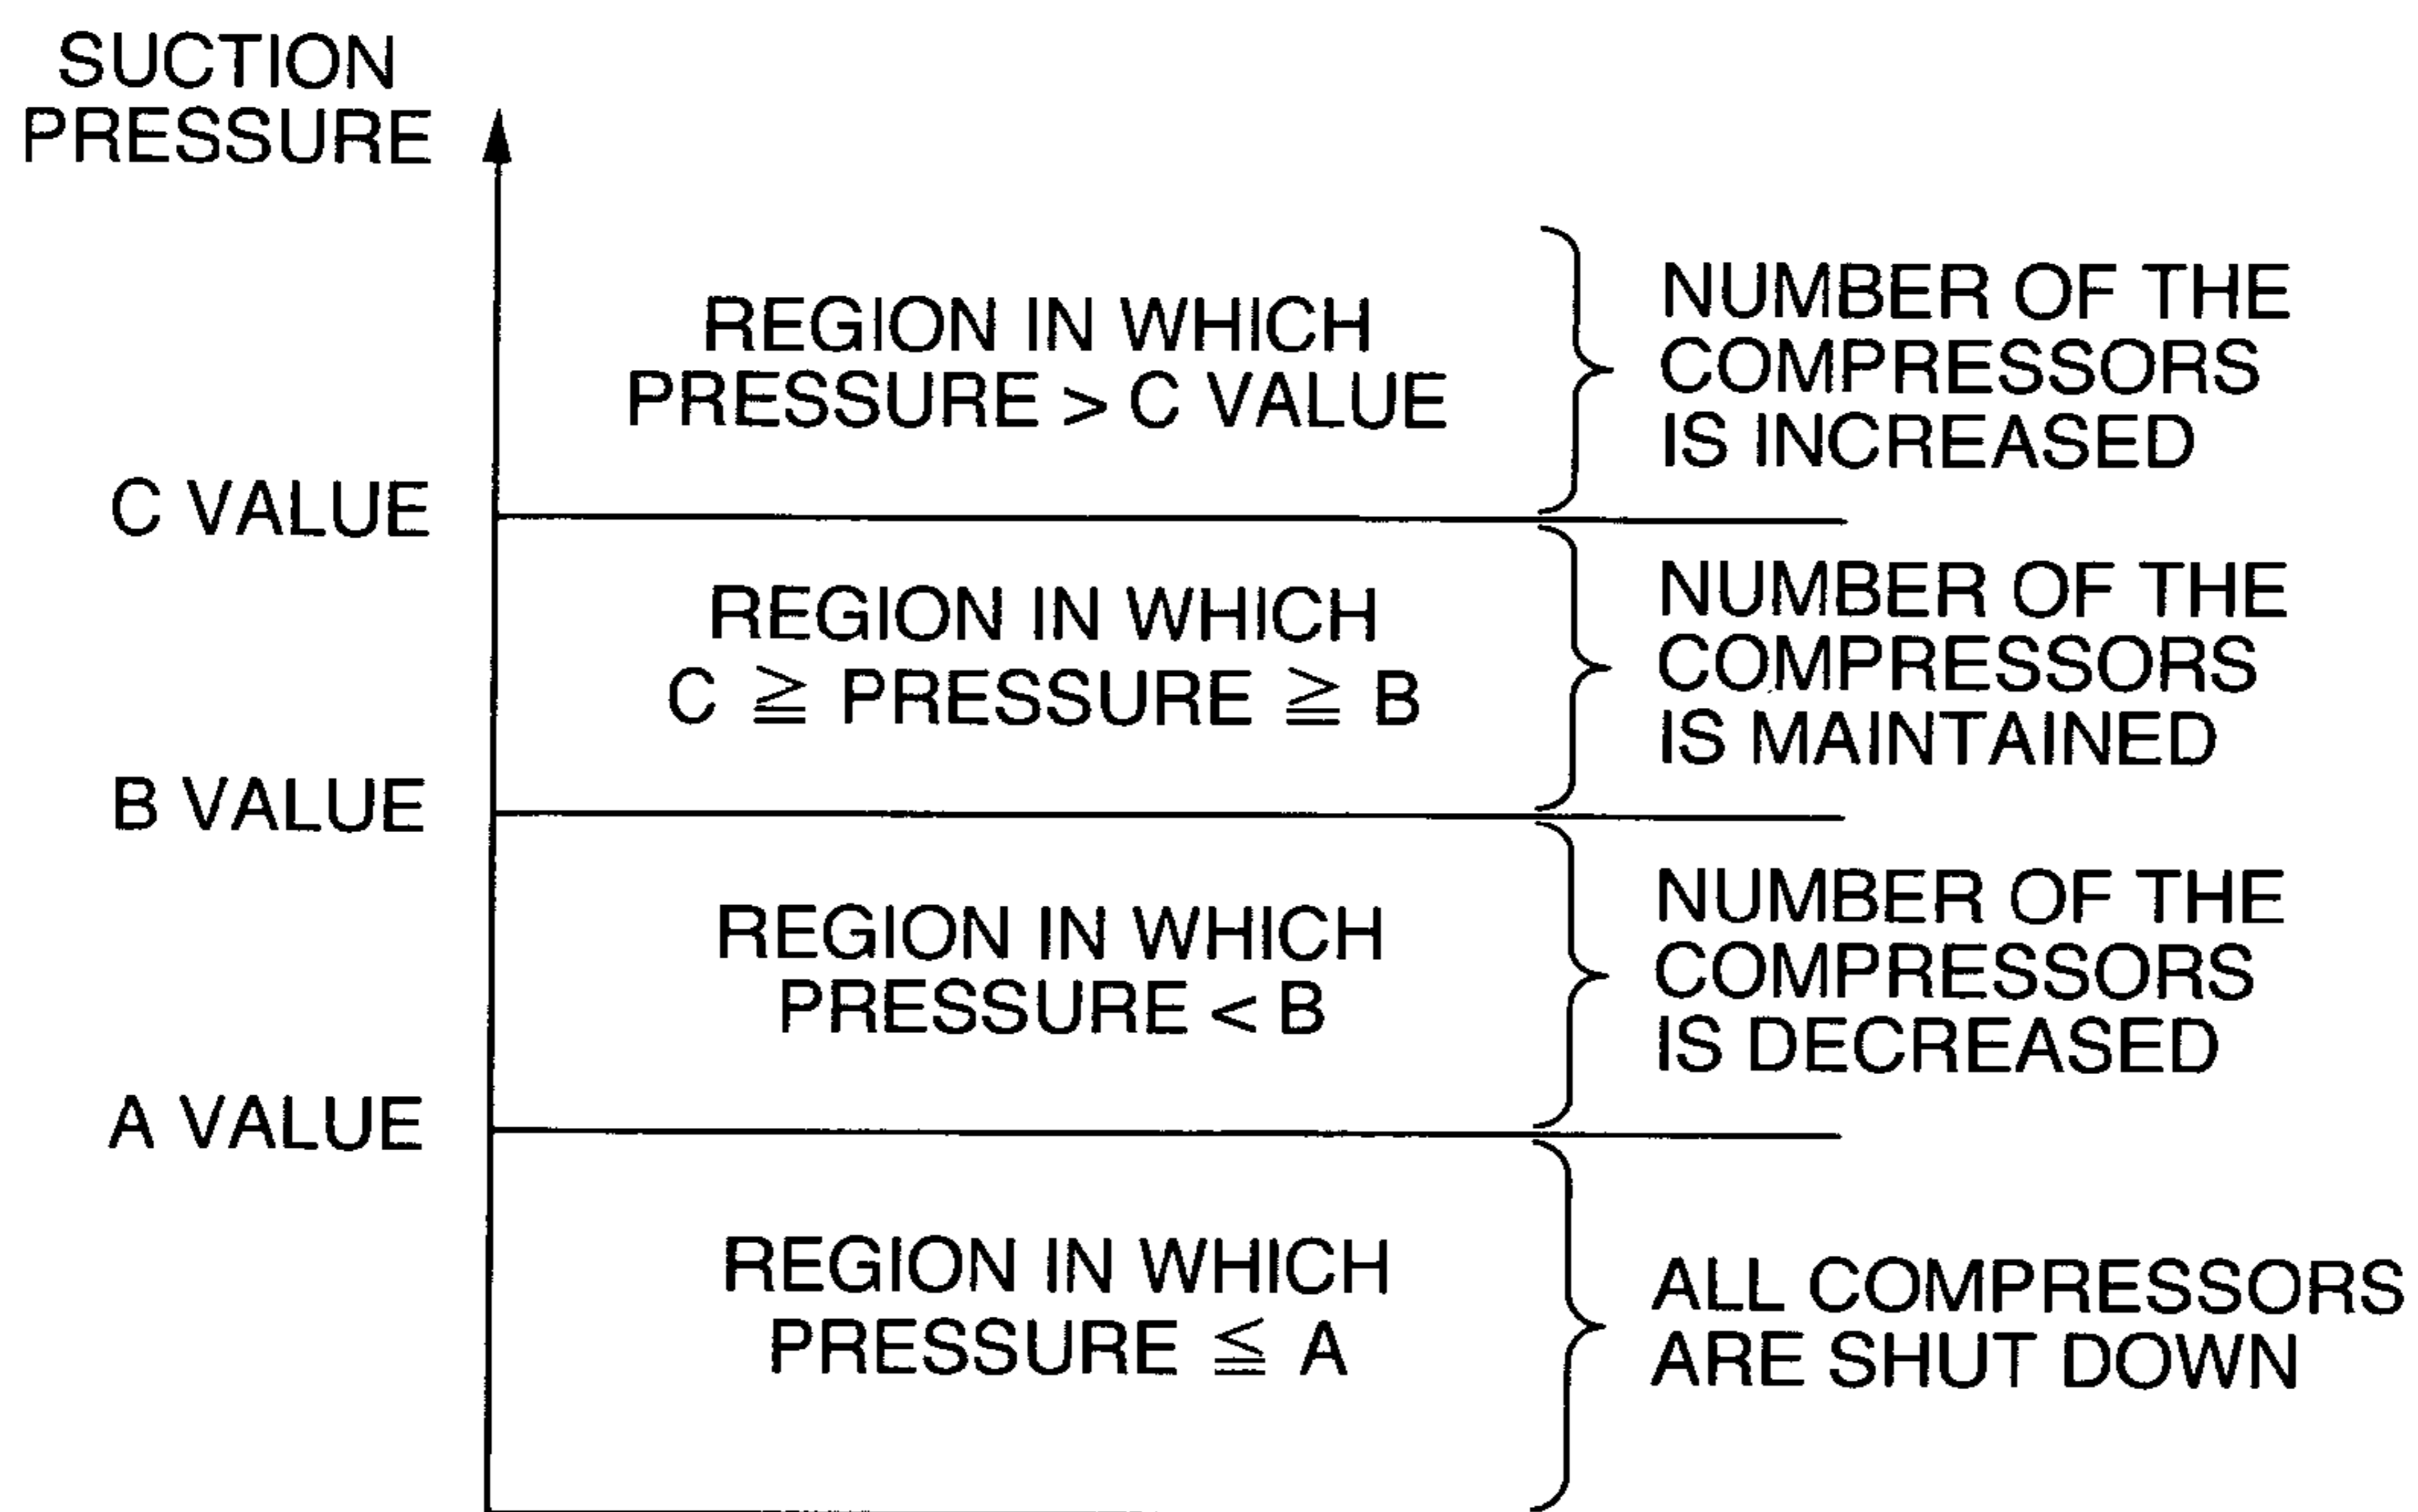 SUCTION
PRESSURE
REGION IN WHICH
PRESSURE > C VALUE
NUMBER OF THE
COMPRESSORS
IS INCREASED
C VALUE
REGION IN WHICH
C ≧ PRESSURE ≧ B
NUMBER OF THE
COMPRESSORS
IS MAINTAINED
B VALUE
REGION IN WHICH
PRESSURE < B
NUMBER OF THE
COMPRESSORS
IS DECREASED
A VALUE
REGION IN WHICH
PRESSURE ≦ A
ALL COMPRESSORS
ARE SHUT DOWN